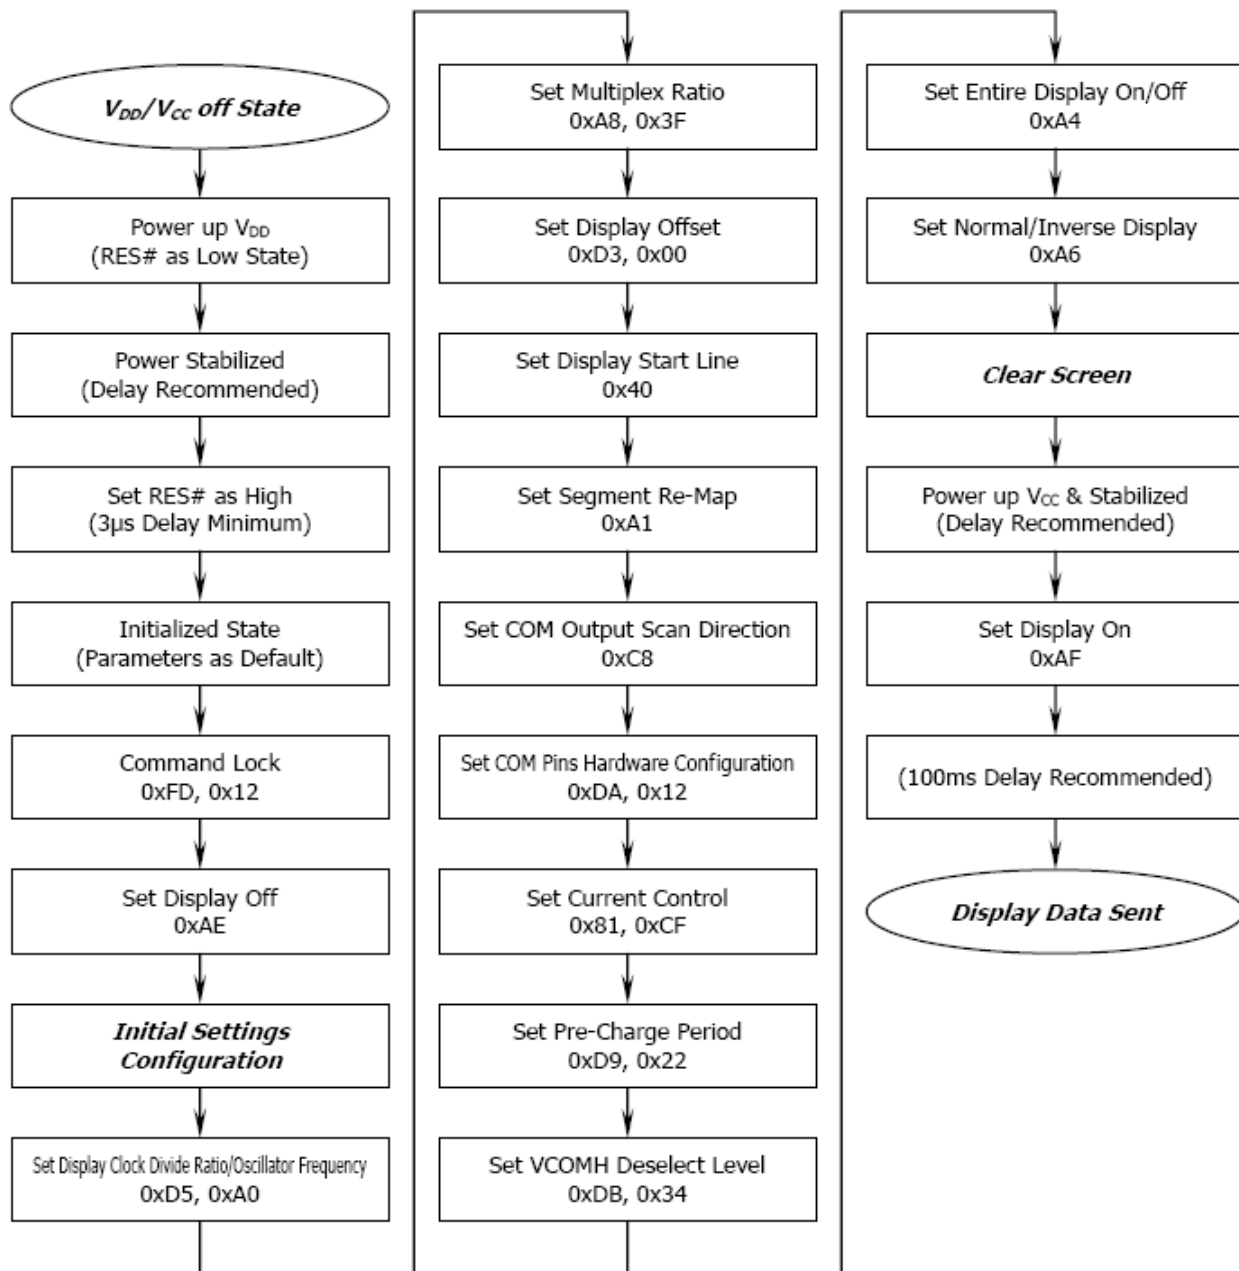 V_DD/V_CC off State
Power up V_DD
(RES# as Low State)
Power Stabilized
(Delay Recommended)
Set RES# as High
(3µs Delay Minimum)
Initialized State
(Parameters as Default)
Command Lock
0xFD, 0x12
Set Display Off
0xAE
Initial Settings
Configuration
Set Display Clock Divide Ratio/Oscillator Frequency
0xD5, 0xA0
Set Multiplex Ratio
0xA8, 0x3F
Set Display Offset
0xD3, 0x00
Set Display Start Line
0x40
Set Segment Re-Map
0xA1
Set COM Output Scan Direction
0xC8
Set COM Pins Hardware Configuration
0xDA, 0x12
Set Current Control
0x81, 0xCF
Set Pre-Charge Period
0xD9, 0x22
Set VCOMH Deselect Level
0xDB, 0x34
Set Entire Display On/Off
0xA4
Set Normal/Inverse Display
0xA6
Clear Screen
Power up V_CC & Stabilized
(Delay Recommended)
Set Display On
0xAF
(100ms Delay Recommended)
Display Data Sent